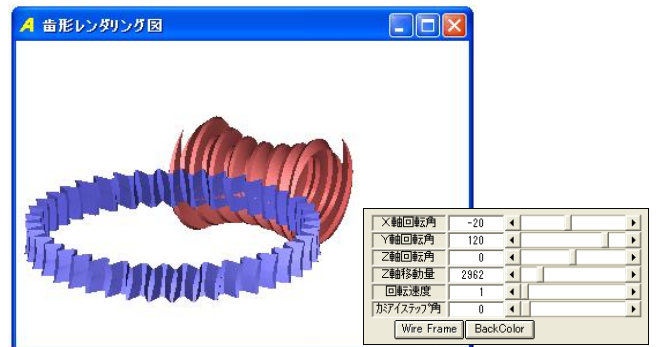 A 歯形レンダリング図
X軸回転角 -20
Y軸回転角 120
Z軸回転角 0
Z軸移動量 2962
回転速度 1
ｶﾐｱｲｽﾃｯﾌﾟ角 0
Wire Frame BackColor